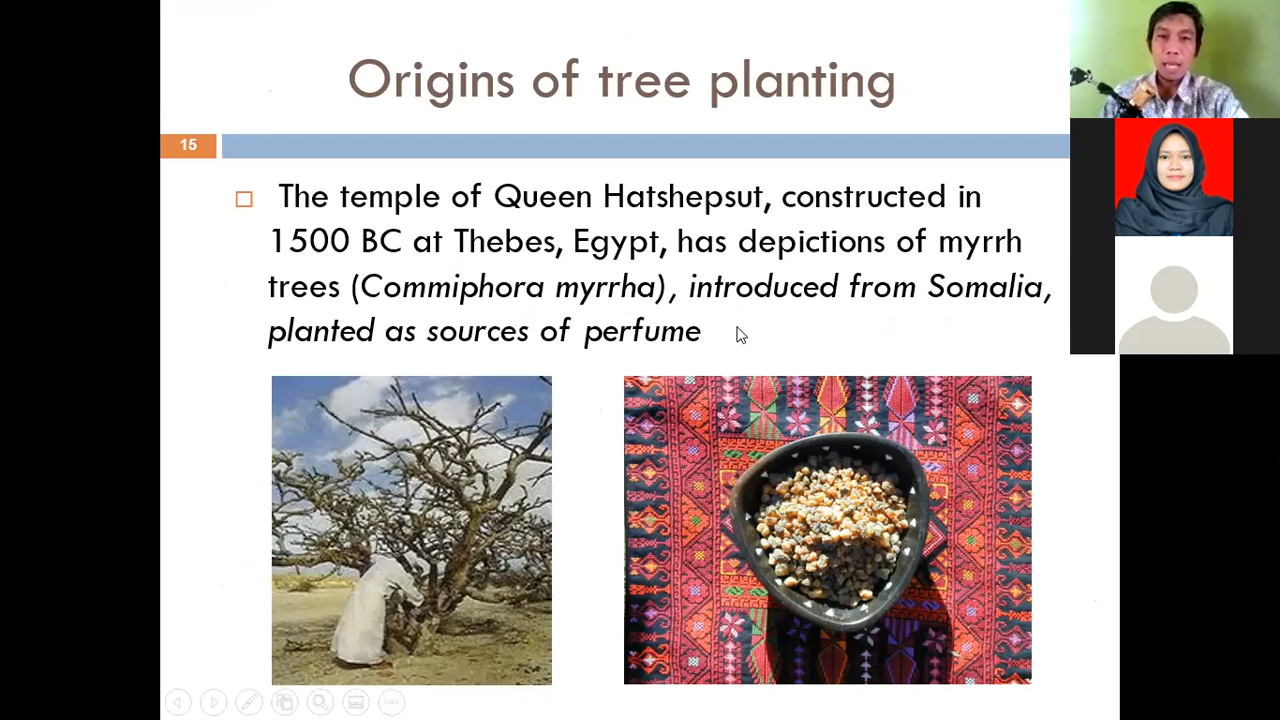 Origins of tree planting
15
The temple of Queen Hatshepsut, constructed in
1500 BC at Thebes, Egypt, has depictions of myrrh
trees (Commiphora myrrha), introduced from Somalia,
planted as sources of perfume